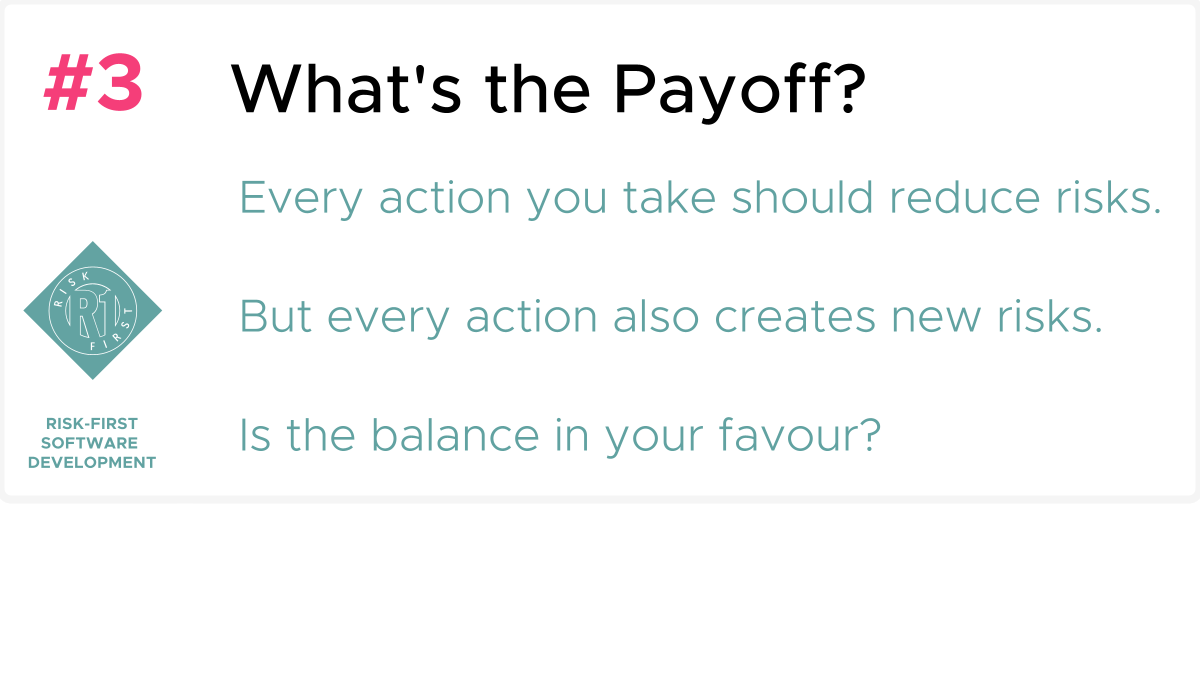 #3
What's the Payoff?
Every action you take should reduce risks.
But every action also creates new risks.
Is the balance in your favour?
RISK
R1
FIRST
RISK-FIRST
SOFTWARE
DEVELOPMENT